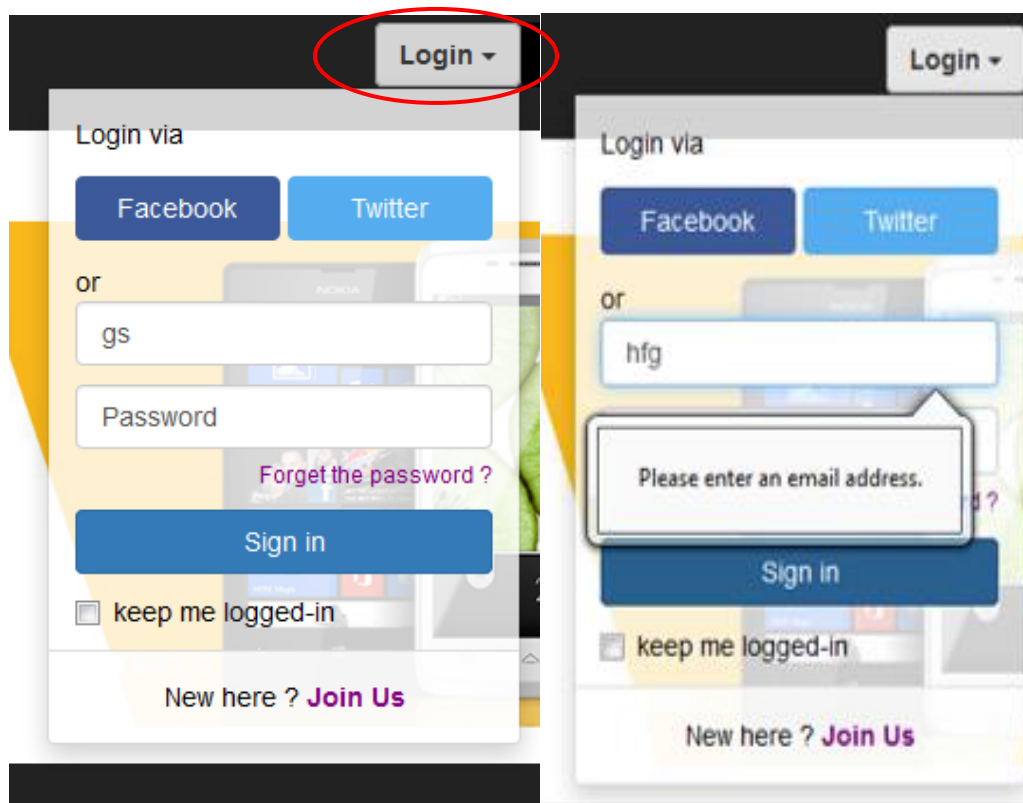 Login
Login via
Facebook Twitter
or
gs
Password
Forget the password ?
Sign in
keep me logged-in
New here ? Join Us
Login
Login via
Facebook Twitter
or
hfg
Please enter an email address.
?
Sign in
keep me logged-in
New here ? Join Us